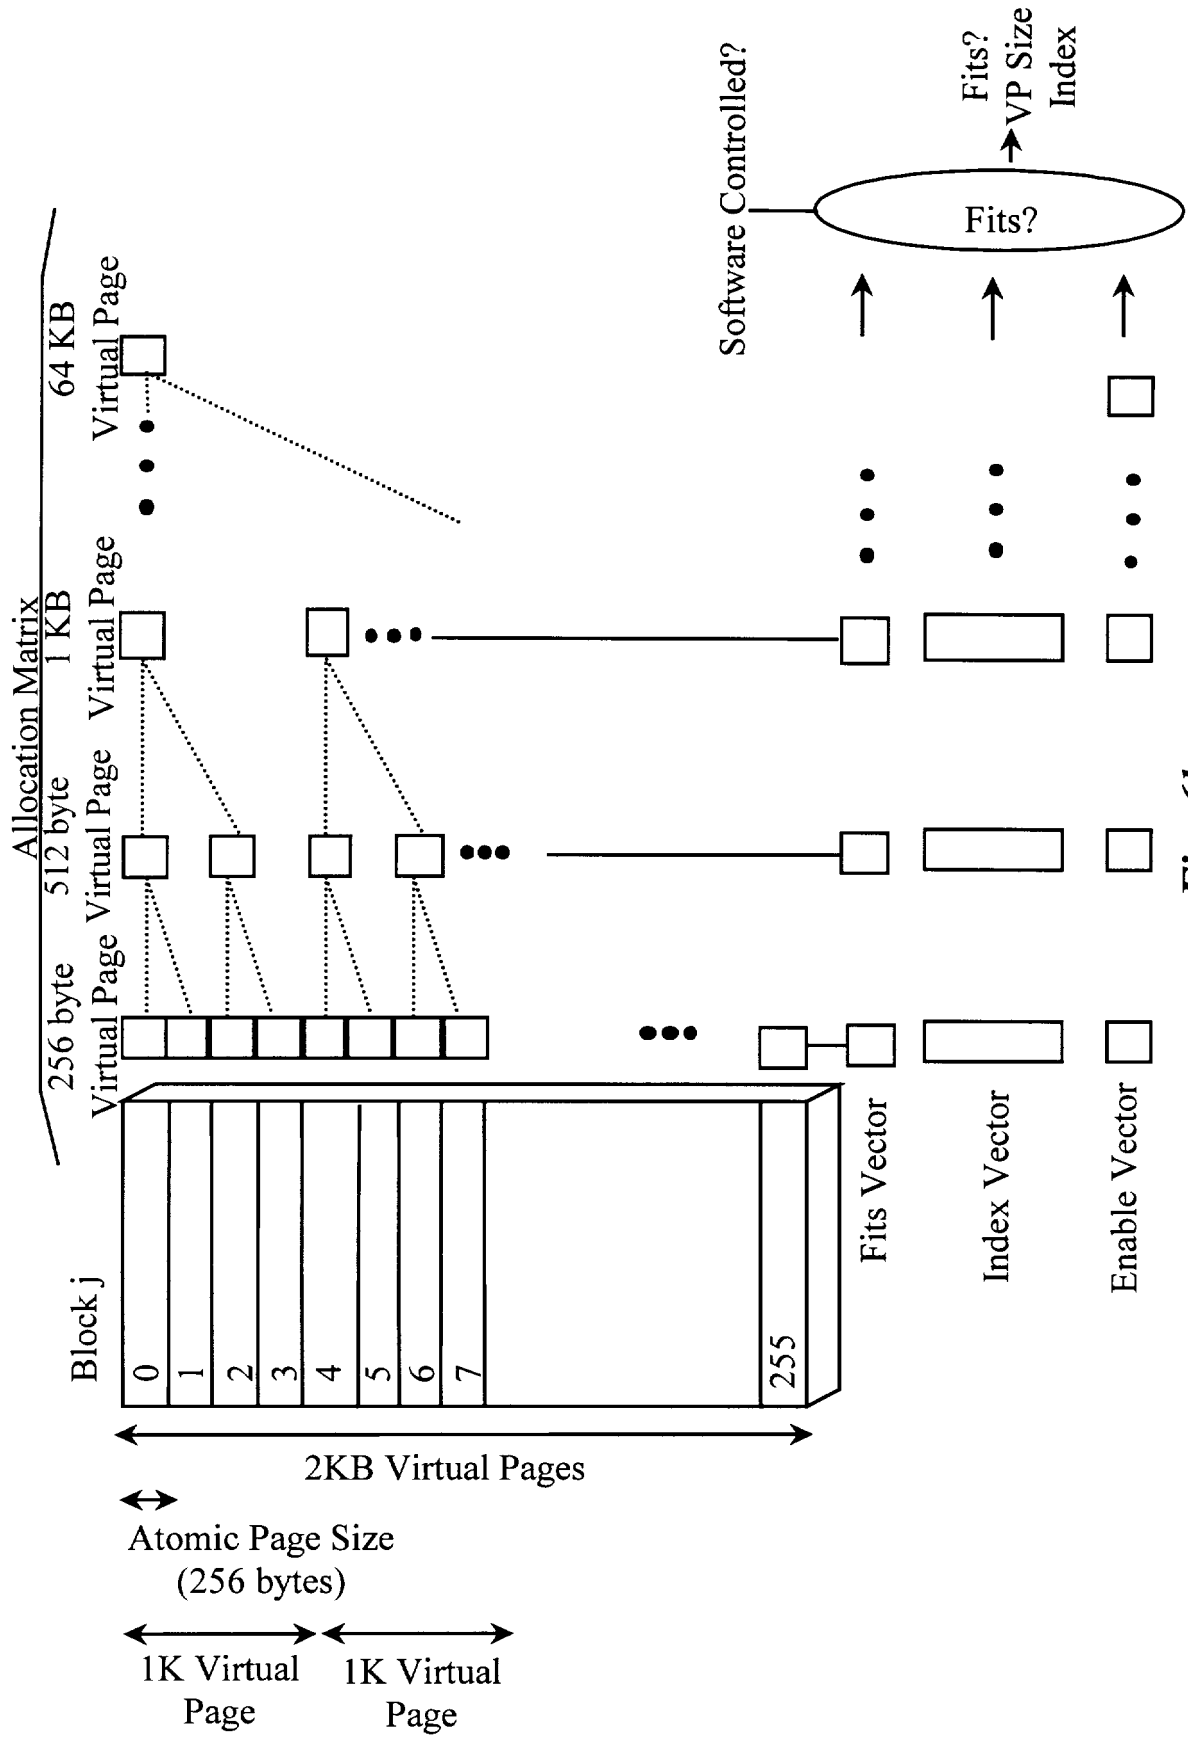 Allocation Matrix
256 byte
Virtual Page
512 byte
Virtual Page
1 KB
Virtual Page
64 KB
Virtual Page
Block j
0
1
2
3
4
5
6
7
255
2KB Virtual Pages
Atomic Page Size
(256 bytes)
1K Virtual
Page
1K Virtual
Page
Fits Vector
Index Vector
Enable Vector
Software Controlled?
Fits?
Fits?
VP Size
Index